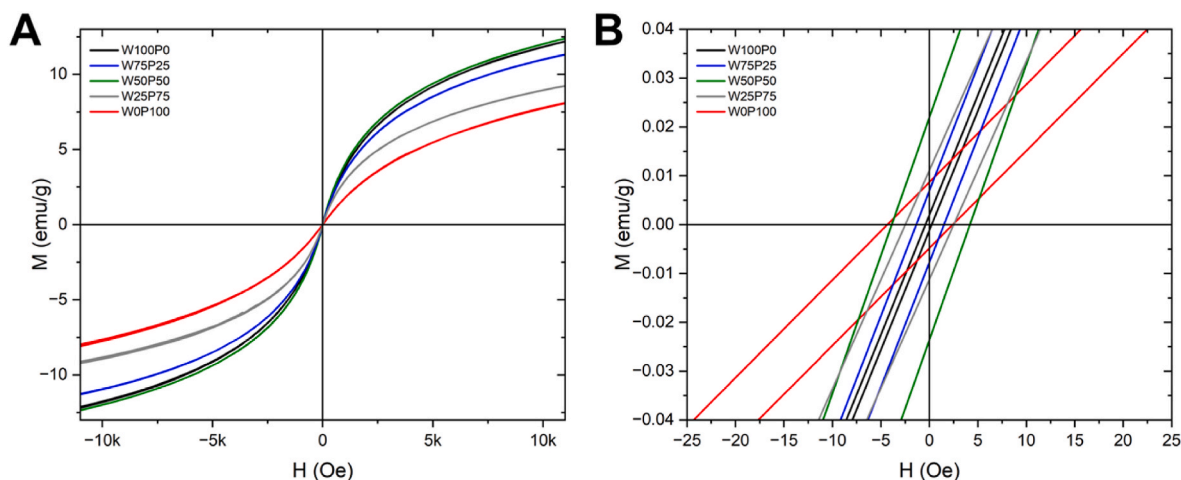 A
W100P0
W75P25
W50P50
W25P75
W0P100
M (emu/g)
10
5
0
−5
−10
−10k
−5k
0
5k
10k
H (Oe)
B
W100P0
W75P25
W50P50
W25P75
W0P100
M (emu/g)
0.04
0.03
0.02
0.01
0.00
−0.01
−0.02
−0.03
−0.04
−25
−20
−15
−10
−5
0
5
10
15
20
25
H (Oe)